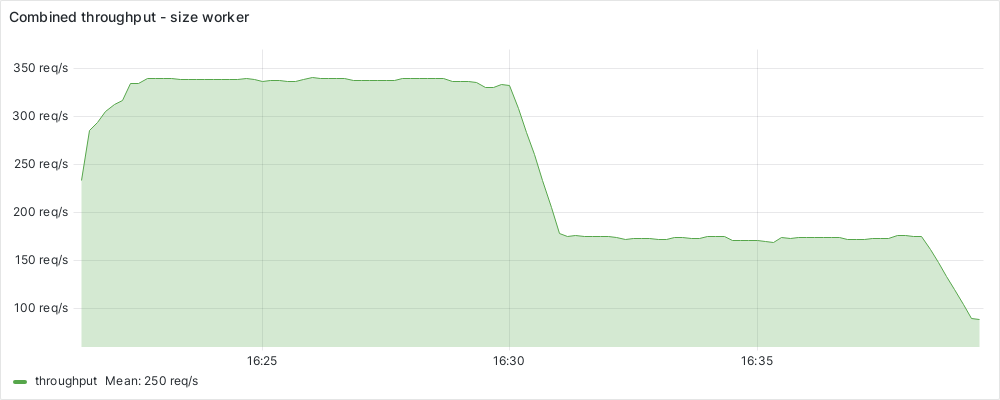 Combined throughput - size worker
350 req/s
300 req/s
250 req/s
200 req/s
150 req/s
100 req/s
16:25 16:30 16:35
throughput Mean: 250 req/s